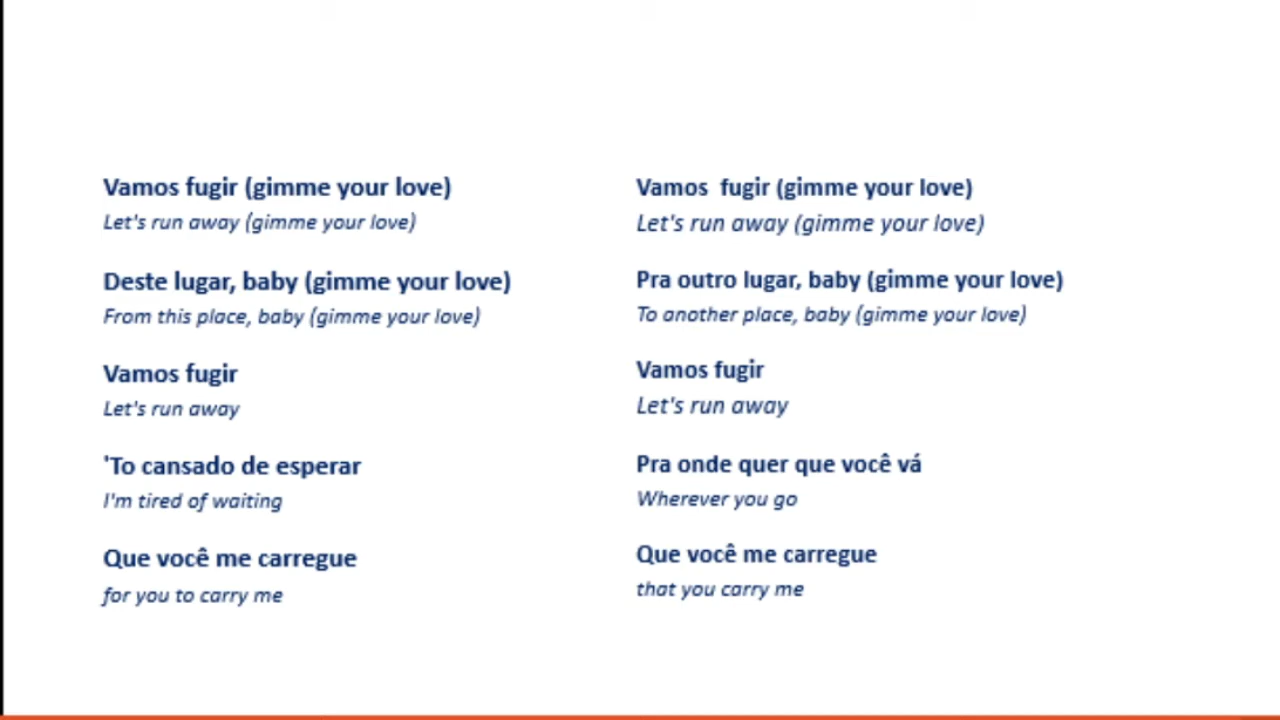 Vamos fugir (gimme your love)
Let's run away (gimme your love)
Deste lugar, baby (gimme your love)
From this place, baby (gimme your love)
Vamos fugir
Let's run away
'To cansado de esperar
I'm tired of waiting
Que você me carregue
for you to carry me
Vamos  fugir (gimme your love)
Let's run away (gimme your love)
Pra outro lugar, baby (gimme your love)
To another place, baby (gimme your love)
Vamos fugir
Let's run away
Pra onde quer que você vá
Wherever you go
Que você me carregue
that you carry me